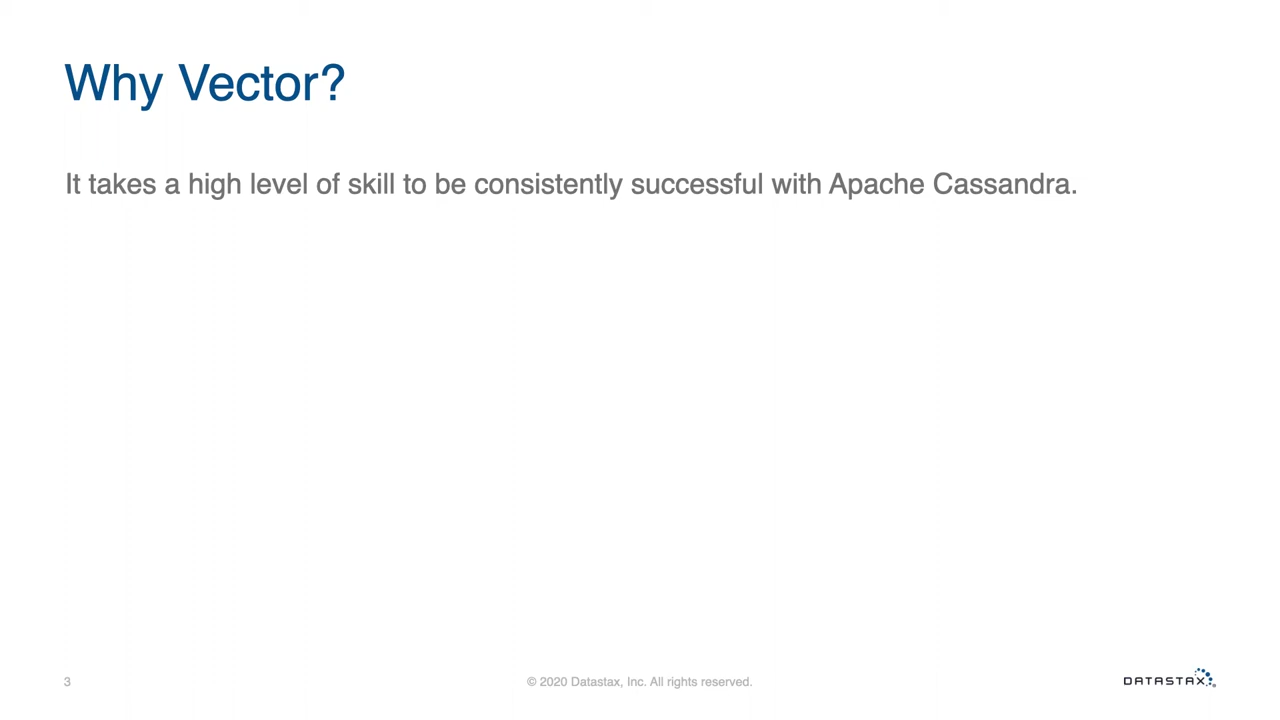 Why Vector?
It takes a high level of skill to be consistently successful with Apache Cassandra.
3
© 2020 Datastax, Inc. All rights reserved.
DATASTAX